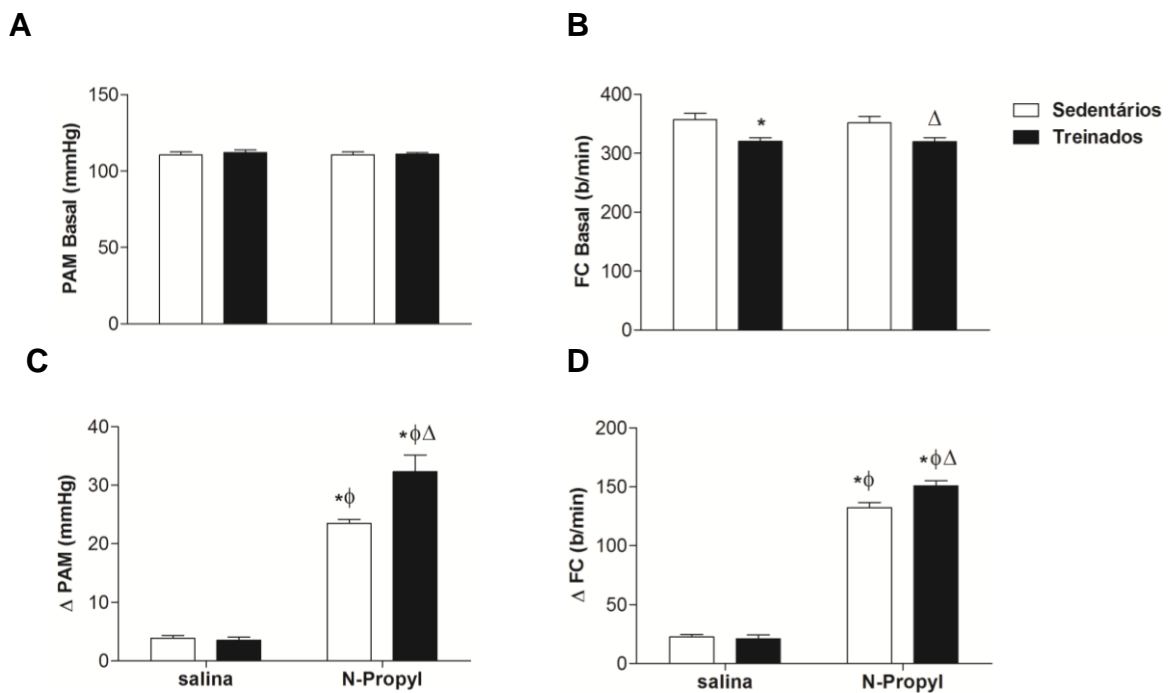 A
B
PAM Basal (mmHg)
150
100
50
0
FC Basal (b/min)
400
300
200
100
0
*
Δ
Sedentários
Treinados
C
D
Δ PAM (mmHg)
40
30
20
10
0
*ϕ
*ϕΔ
salina
N-Propyl
Δ FC (b/min)
200
150
100
50
0
*ϕ
*ϕΔ
salina
N-Propyl